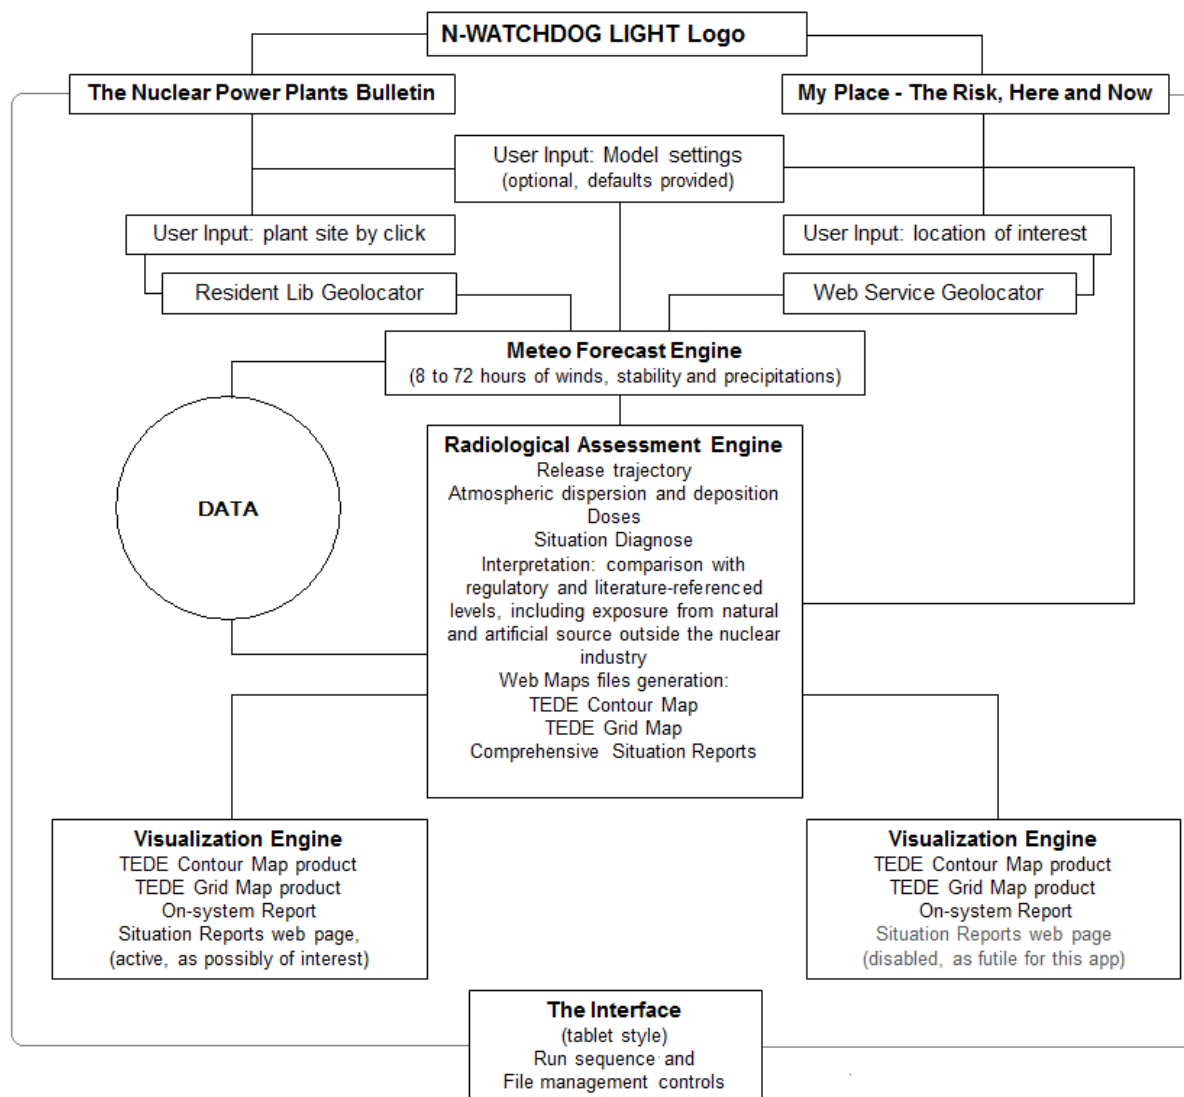 N-WATCHDOG LIGHT Logo
The Nuclear Power Plants Bulletin
My Place - The Risk, Here and Now
User Input: Model settings
(optional, defaults provided)
User Input: plant site by click
User Input: location of interest
Resident Lib Geolocator
Web Service Geolocator
Meteo Forecast Engine
(8 to 72 hours of winds, stability and precipitations)
DATA
Radiological Assessment Engine
Release trajectory
Atmospheric dispersion and deposition
Doses
Situation Diagnose
Interpretation: comparison with
regulatory and literature-referenced
levels, including exposure from natural
and artificial source outside the nuclear
industry
Web Maps files generation:
TEDE Contour Map
TEDE Grid Map
Comprehensive Situation Reports
Visualization Engine
TEDE Contour Map product
TEDE Grid Map product
On-system Report
Situation Reports web page,
(active, as possibly of interest)
Visualization Engine
TEDE Contour Map product
TEDE Grid Map product
On-system Report
Situation Reports web page
(disabled, as futile for this app)
The Interface
(tablet style)
Run sequence and
File management controls